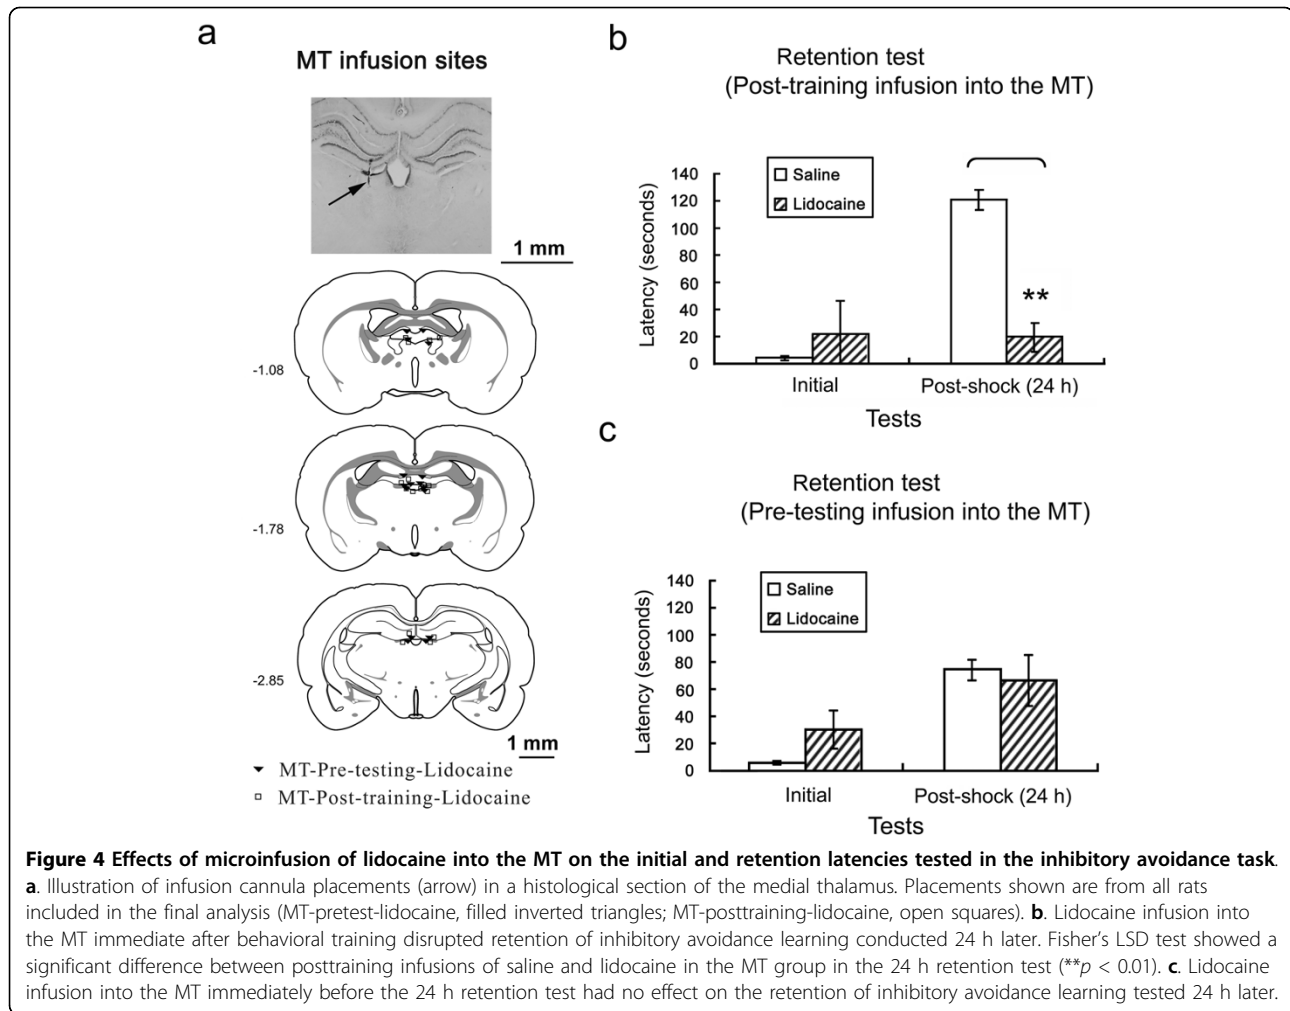 a
MT infusion sites
1 mm
-1.08
-1.78
-2.85
1 mm
MT-Pre-testing-Lidocaine
MT-Post-training-Lidocaine
b
Retention test
(Post-training infusion into the MT)
Saline
Lidocaine
140
120
100
80
60
40
20
0
Latency (seconds)
**
Initial
Post-shock (24 h)
Tests
c
Retention test
(Pre-testing infusion into the MT)
Saline
Lidocaine
140
120
100
80
60
40
20
0
Latency (seconds)
Initial
Post-shock (24 h)
Tests
Figure 4 Effects of microinfusion of lidocaine into the MT on the initial and retention latencies tested in the inhibitory avoidance task.
a. Illustration of infusion cannula placements (arrow) in a histological section of the medial thalamus. Placements shown are from all rats
included in the final analysis (MT-pretest-lidocaine, filled inverted triangles; MT-posttraining-lidocaine, open squares). b. Lidocaine infusion into
the MT immediate after behavioral training disrupted retention of inhibitory avoidance learning conducted 24 h later. Fisher's LSD test showed a
significant difference between posttraining infusions of saline and lidocaine in the MT group in the 24 h retention test (**p < 0.01). c. Lidocaine
infusion into the MT immediately before the 24 h retention test had no effect on the retention of inhibitory avoidance learning tested 24 h later.